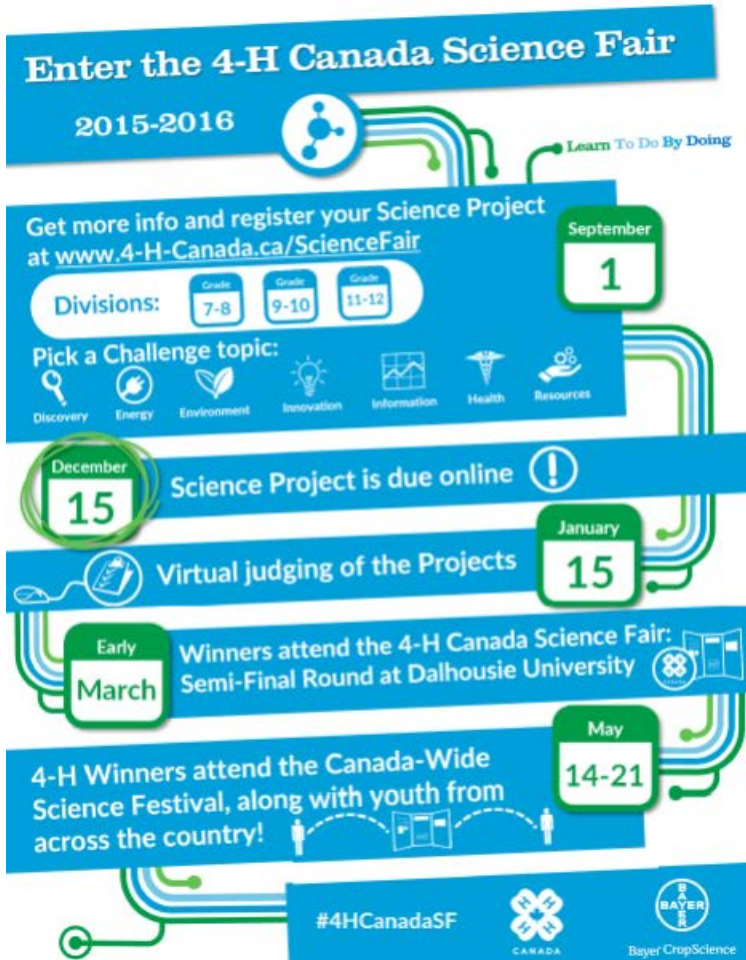 Enter the 4-H Canada Science Fair
2015-2016
Learn To Do By Doing
Get more info and register your Science Project
at www.4-H-Canada.ca/ScienceFair
September
1
Divisions:
Grade
7-8
Grade
9-10
Grade
11-12
Pick a Challenge topic:
Discovery
Energy
Environment
Innovation
Information
Health
Resources
December
15
Science Project is due online
Virtual judging of the Projects
January
15
Early
March
Winners attend the 4-H Canada Science Fair:
Semi-Final Round at Dalhousie University
CANADA
May
14-21
4-H Winners attend the Canada-Wide
Science Festival, along with youth from
across the country!
#4HCanadaSF
H H
H H
CANADA
BAYER
BAYER
Bayer CropScience